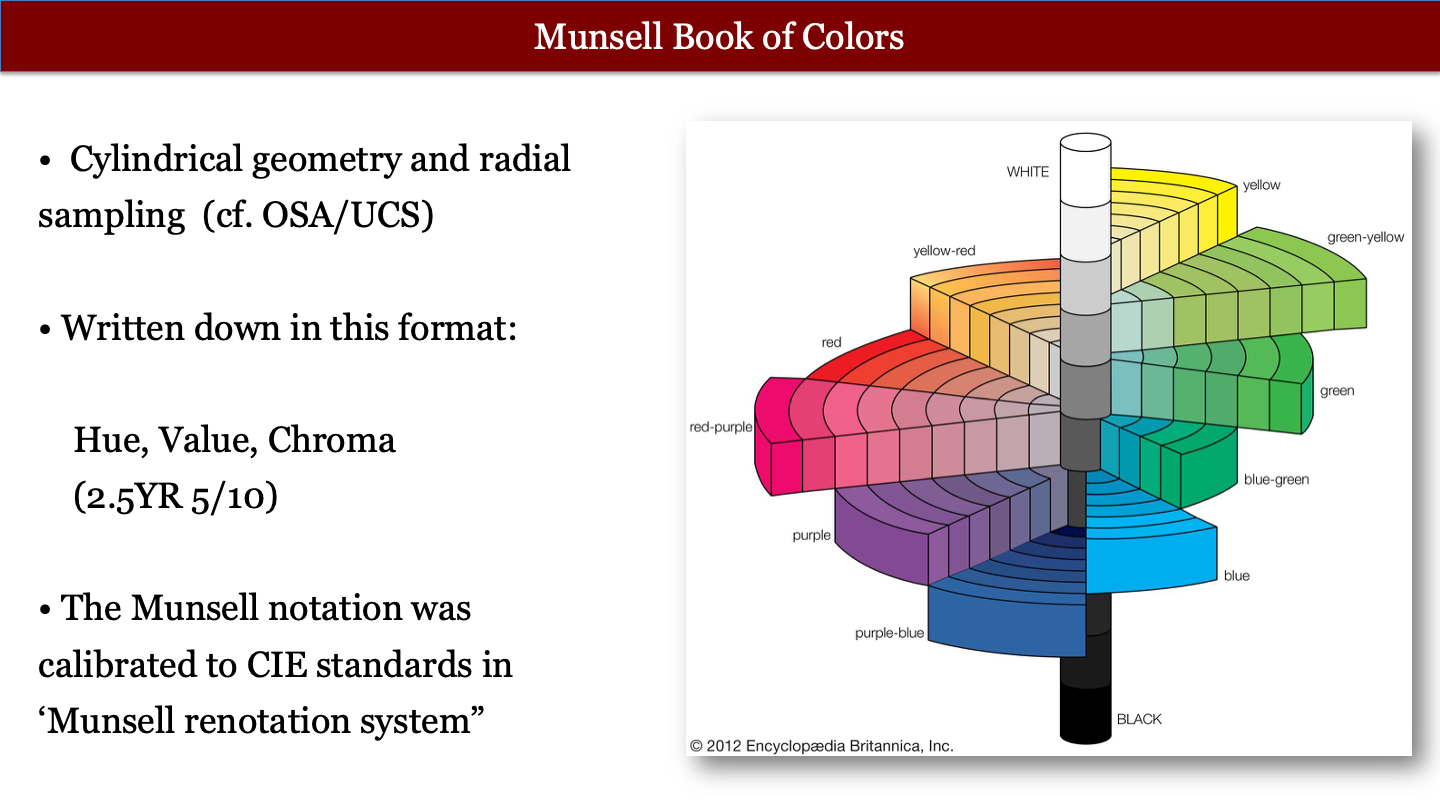 Munsell Book of Colors
• Cylindrical geometry and radial
sampling (cf. OSA/UCS)
• Written down in this format:
Hue, Value, Chroma
(2.5YR 5/10)
• The Munsell notation was
calibrated to CIE standards in
‘Munsell renotation system”
WHITE
yellow
green-yellow
yellow-red
red
green
red-purple
blue-green
purple
blue
purple-blue
BLACK
© 2012 Encyclopædia Britannica, Inc.